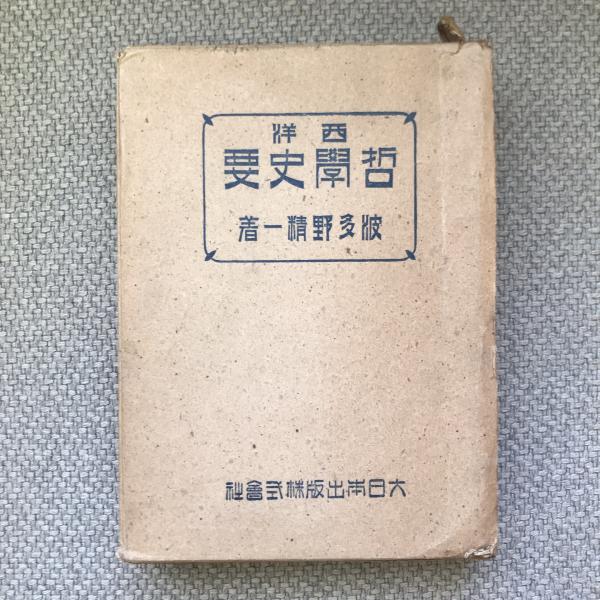 西洋
哲學史要
波多野精一着
大日本出版株式會社